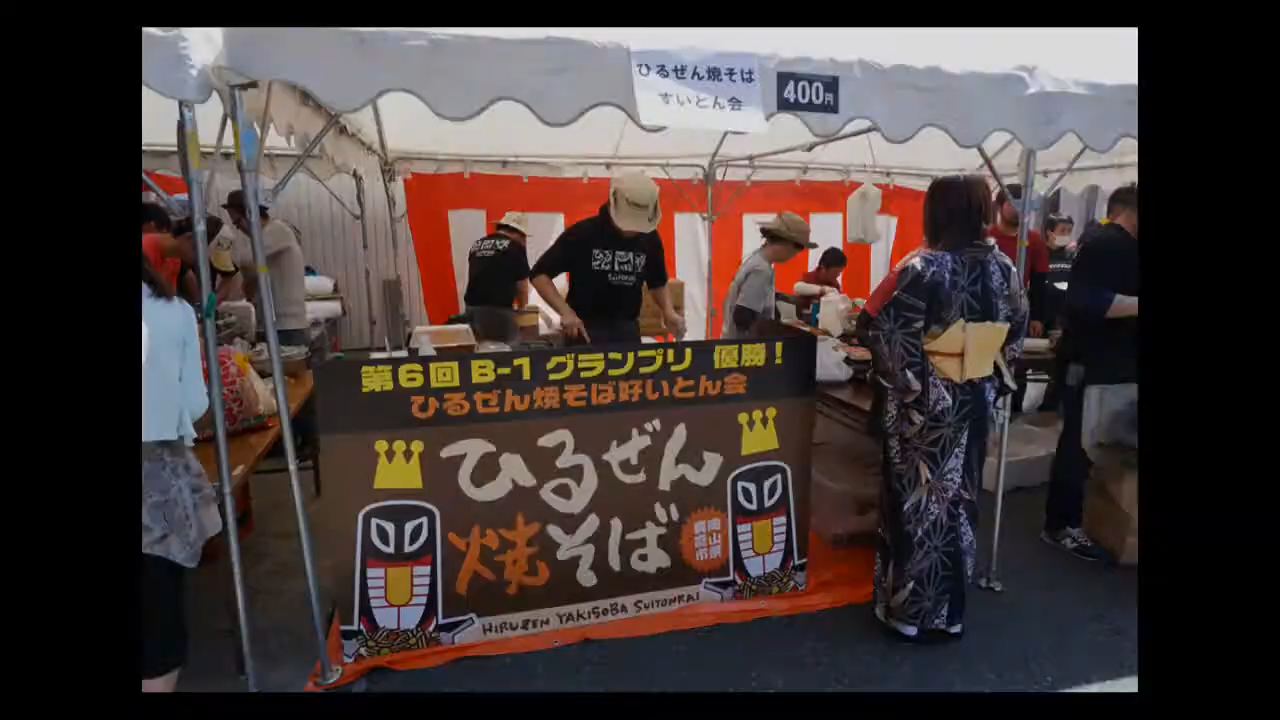 ひるぜん焼そば
すいとん会
400円
第6回 B-1 グランプリ 優勝!
ひるぜん焼そば好いとん会
ひるぜん
焼そば
岡山県
真庭市
HIRUZEN YAKISOBA SUITONKAI